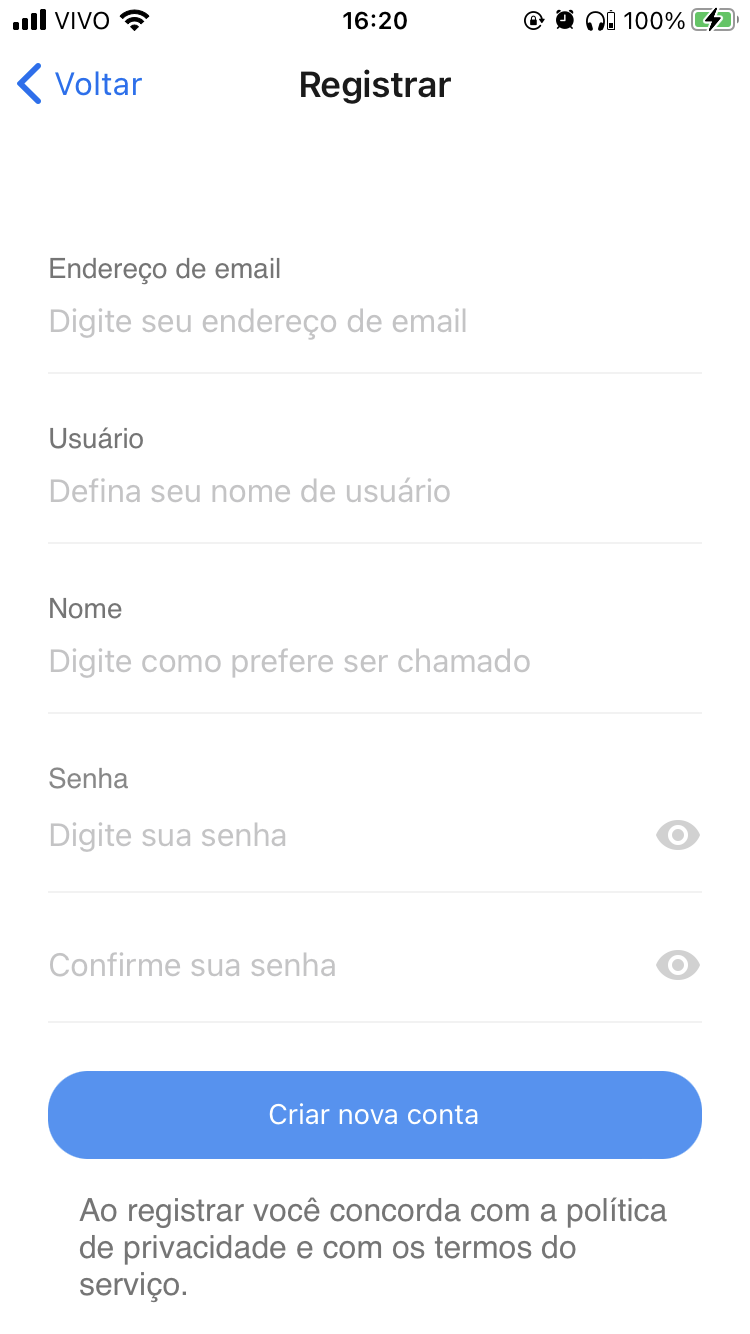 VIVO 16:20 100%
Voltar Registrar
Endereço de email
Digite seu endereço de email
Usuário
Defina seu nome de usuário
Nome
Digite como prefere ser chamado
Senha
Digite sua senha
Confirme sua senha
Criar nova conta
Ao registrar você concorda com a política
de privacidade e com os termos do
serviço.